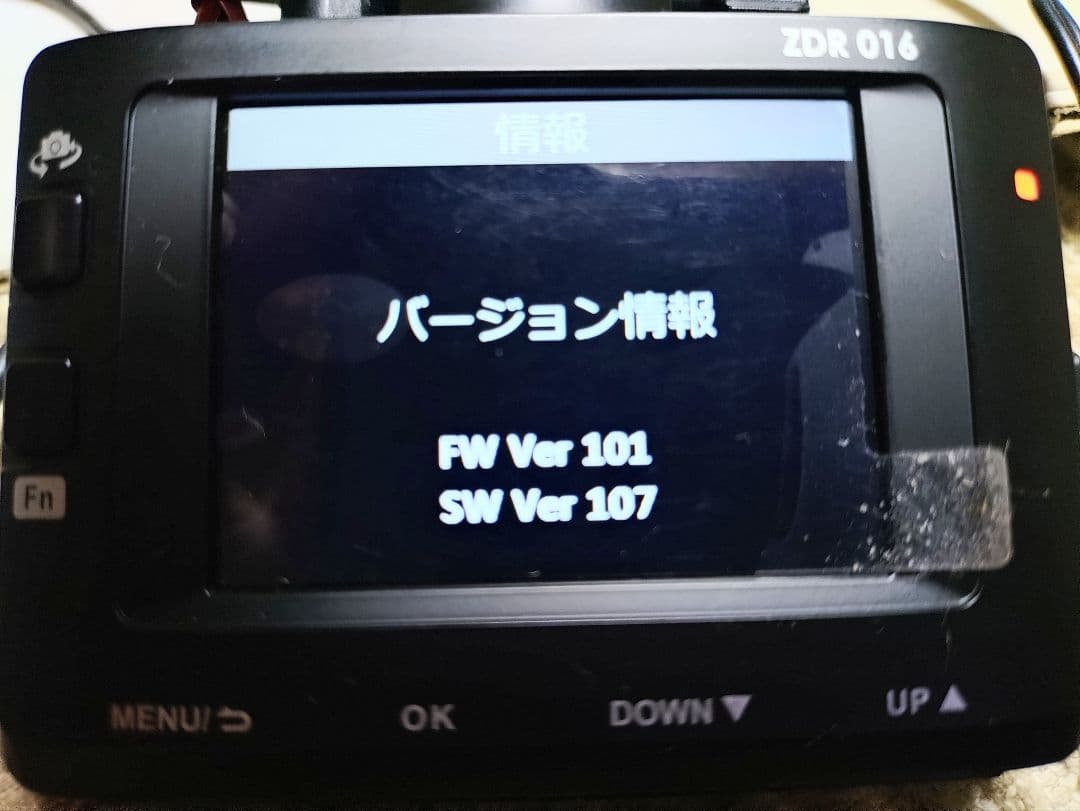 ZDR 016
情報
バージョン情報
FW Ver 101
SW Ver 107
Fn
MENU/
OK
DOWN ▼
UP ▲